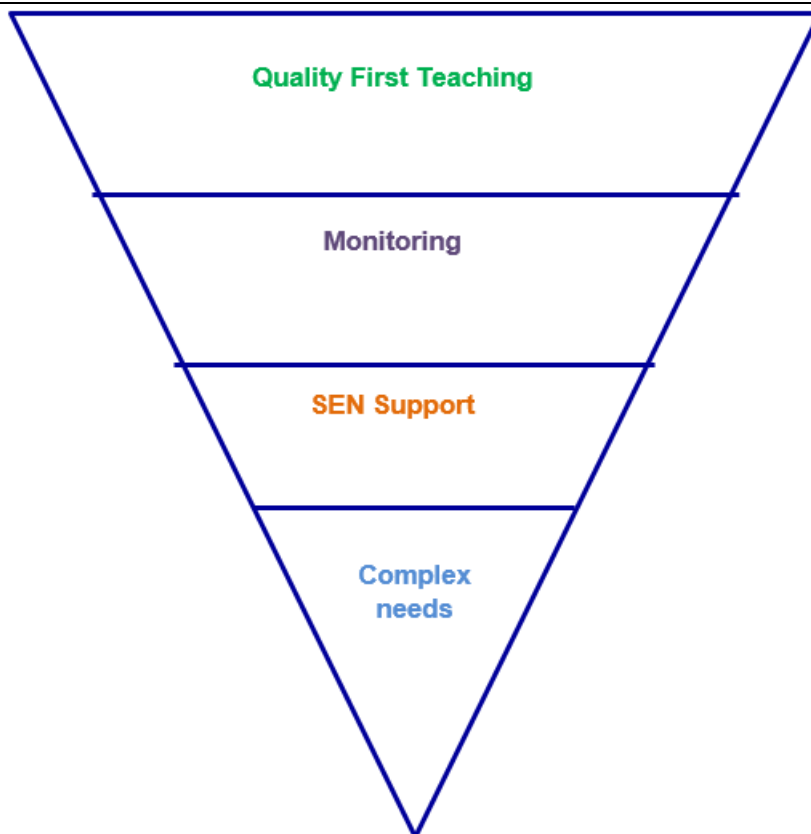 Quality First Teaching
Monitoring
SEN Support
Complex
needs